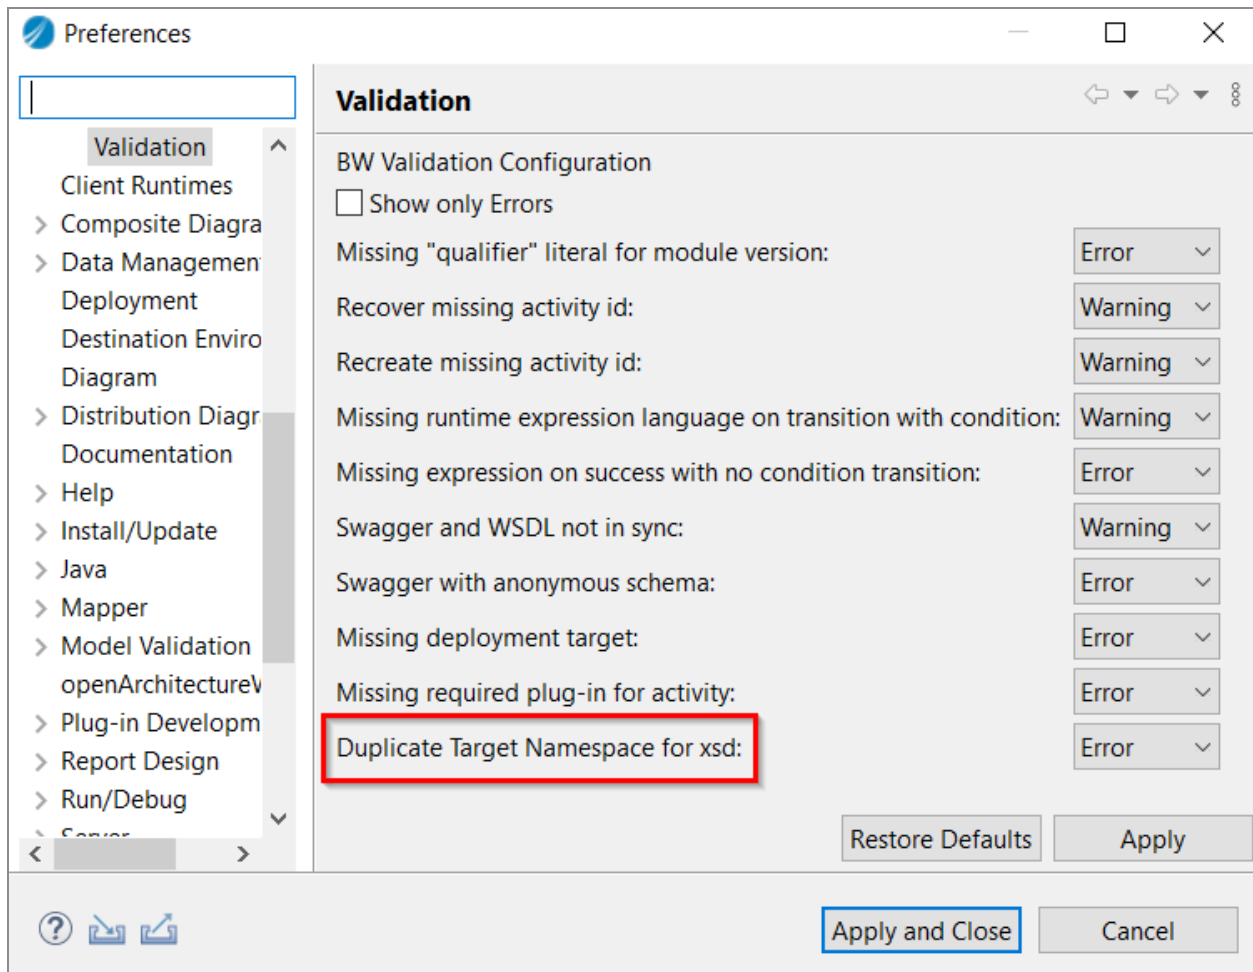 Preferences
Validation
Client Runtimes
Composite Diagra
Data Managemen
Deployment
Destination Enviro
Diagram
Distribution Diagr
Documentation
Help
Install/Update
Java
Mapper
Model Validation
openArchitectureV
Plug-in Developm
Report Design
Run/Debug
Server
Validation
BW Validation Configuration
Show only Errors
Missing "qualifier" literal for module version: Error
Recover missing activity id: Warning
Recreate missing activity id: Warning
Missing runtime expression language on transition with condition: Warning
Missing expression on success with no condition transition: Error
Swagger and WSDL not in sync: Warning
Swagger with anonymous schema: Error
Missing deployment target: Error
Missing required plug-in for activity: Error
Duplicate Target Namespace for xsd: Error
Restore Defaults Apply
Apply and Close Cancel